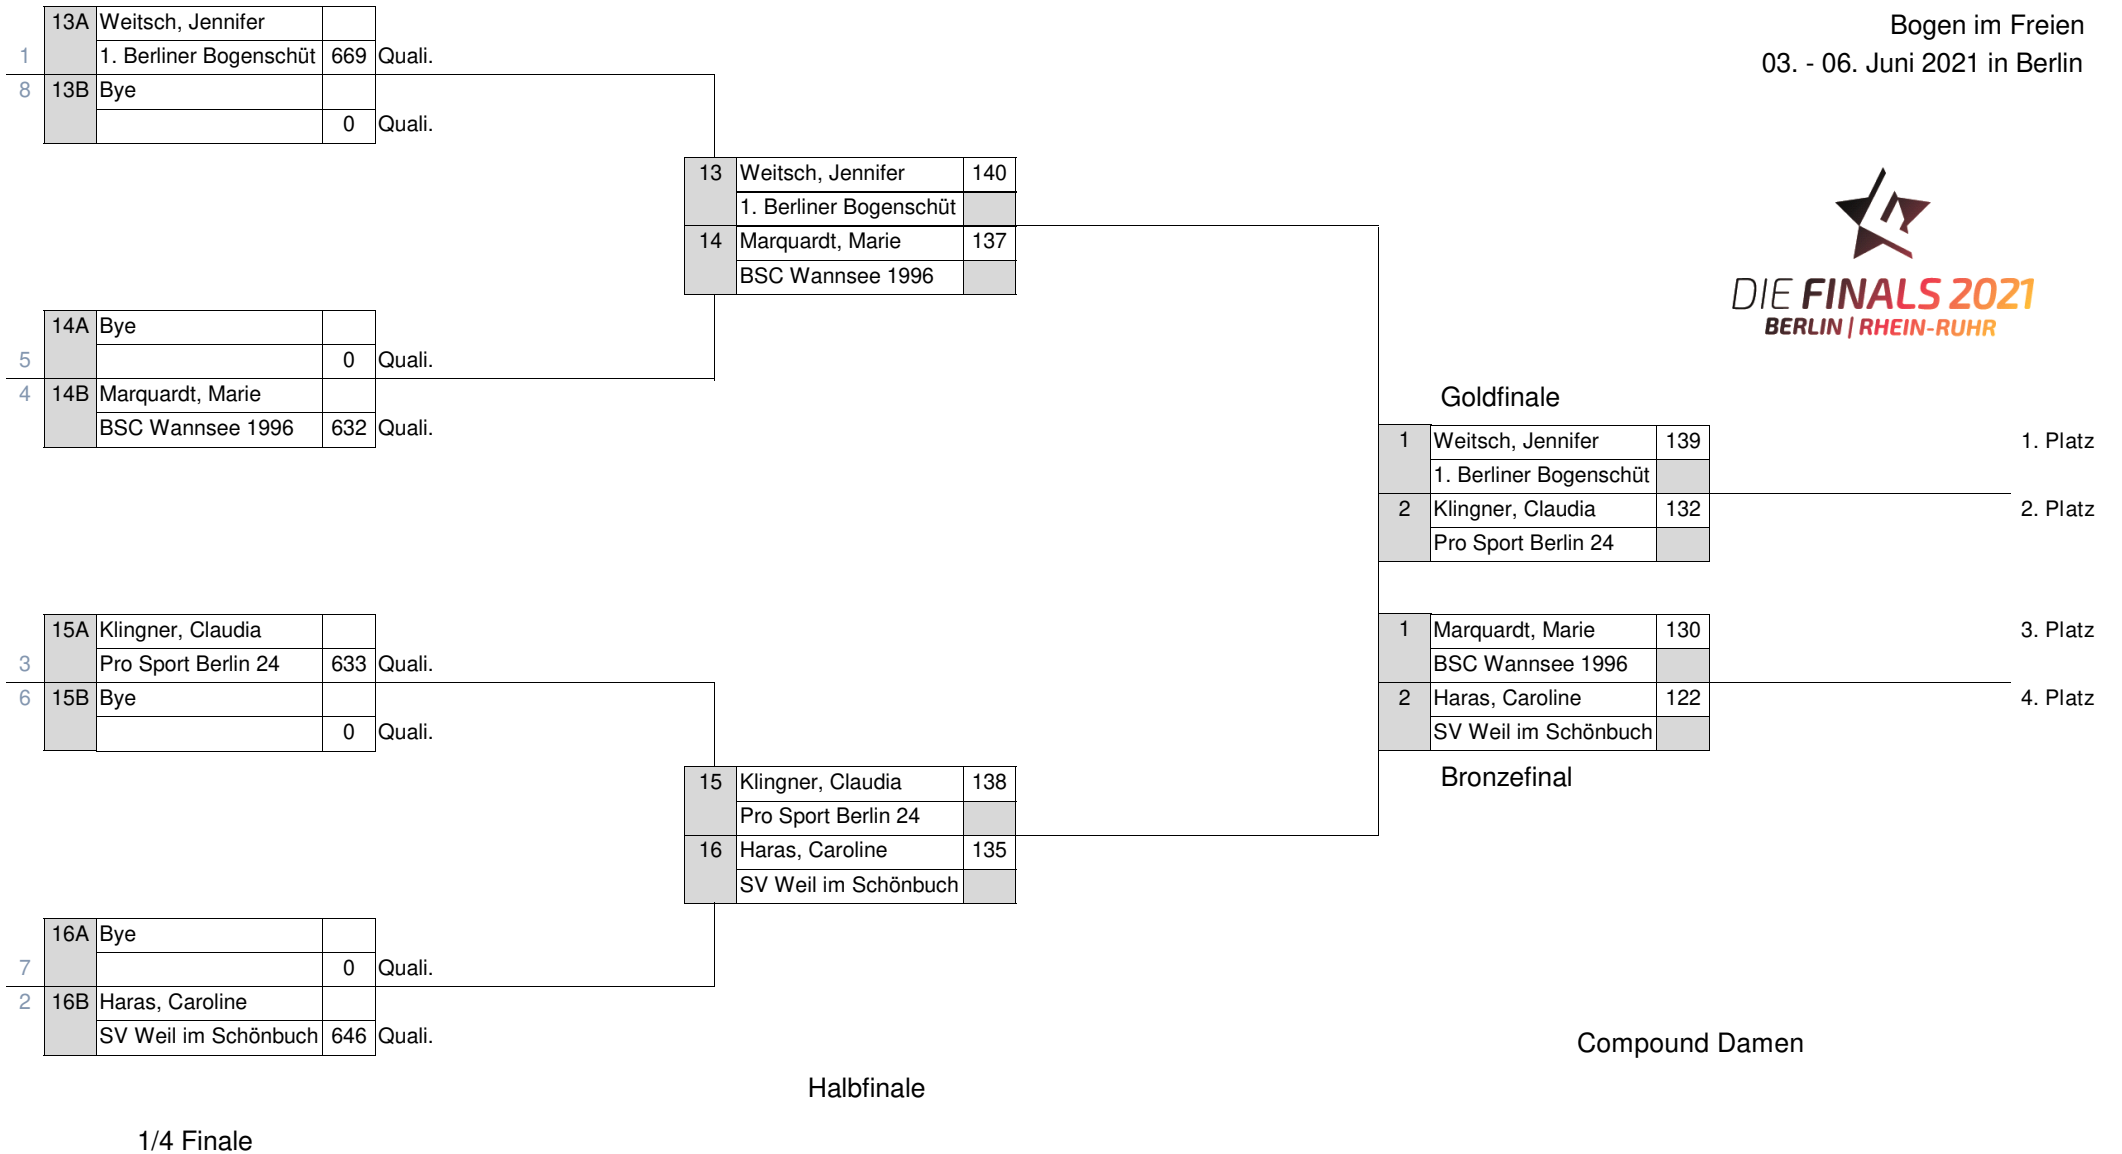 Bogen im Freien
03. - 06. Juni 2021 in Berlin
DIE FINALS 2021
BERLIN | RHEIN-RUHR
13A Weitsch, Jennifer
1 1. Berliner Bogenschüt 669 Quali.
8 13B Bye
0 Quali.
14A Bye
5 0 Quali.
4 14B Marquardt, Marie
BSC Wannsee 1996 632 Quali.
15A Klingner, Claudia
3 Pro Sport Berlin 24 633 Quali.
6 15B Bye
0 Quali.
16A Bye
7 0 Quali.
2 16B Haras, Caroline
SV Weil im Schönbuch 646 Quali.
1/4 Finale
13 Weitsch, Jennifer 140
1. Berliner Bogenschüt
14 Marquardt, Marie 137
BSC Wannsee 1996
15 Klingner, Claudia 138
Pro Sport Berlin 24
16 Haras, Caroline 135
SV Weil im Schönbuch
Halbfinale
Goldfinale
1 Weitsch, Jennifer 139 1. Platz
1. Berliner Bogenschüt
2 Klingner, Claudia 132 2. Platz
Pro Sport Berlin 24
1 Marquardt, Marie 130 3. Platz
BSC Wannsee 1996
2 Haras, Caroline 122 4. Platz
SV Weil im Schönbuch
Bronzefinal
Compound Damen